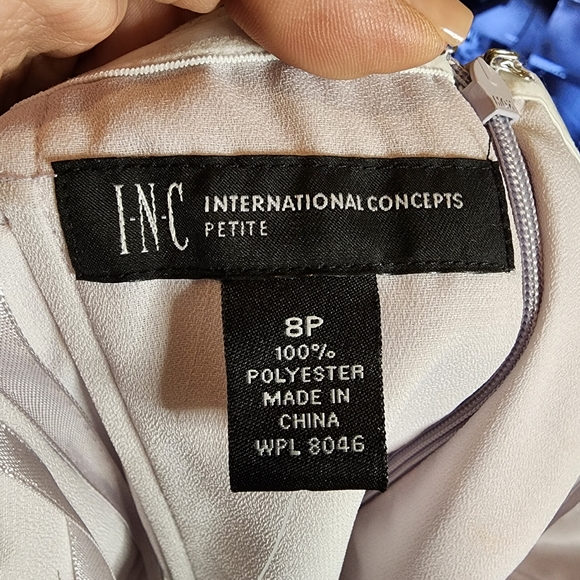 I-N-C INTERNATIONAL CONCEPTS
PETITE
8P
100%
POLYESTER
MADE IN
CHINA
WPL 8046